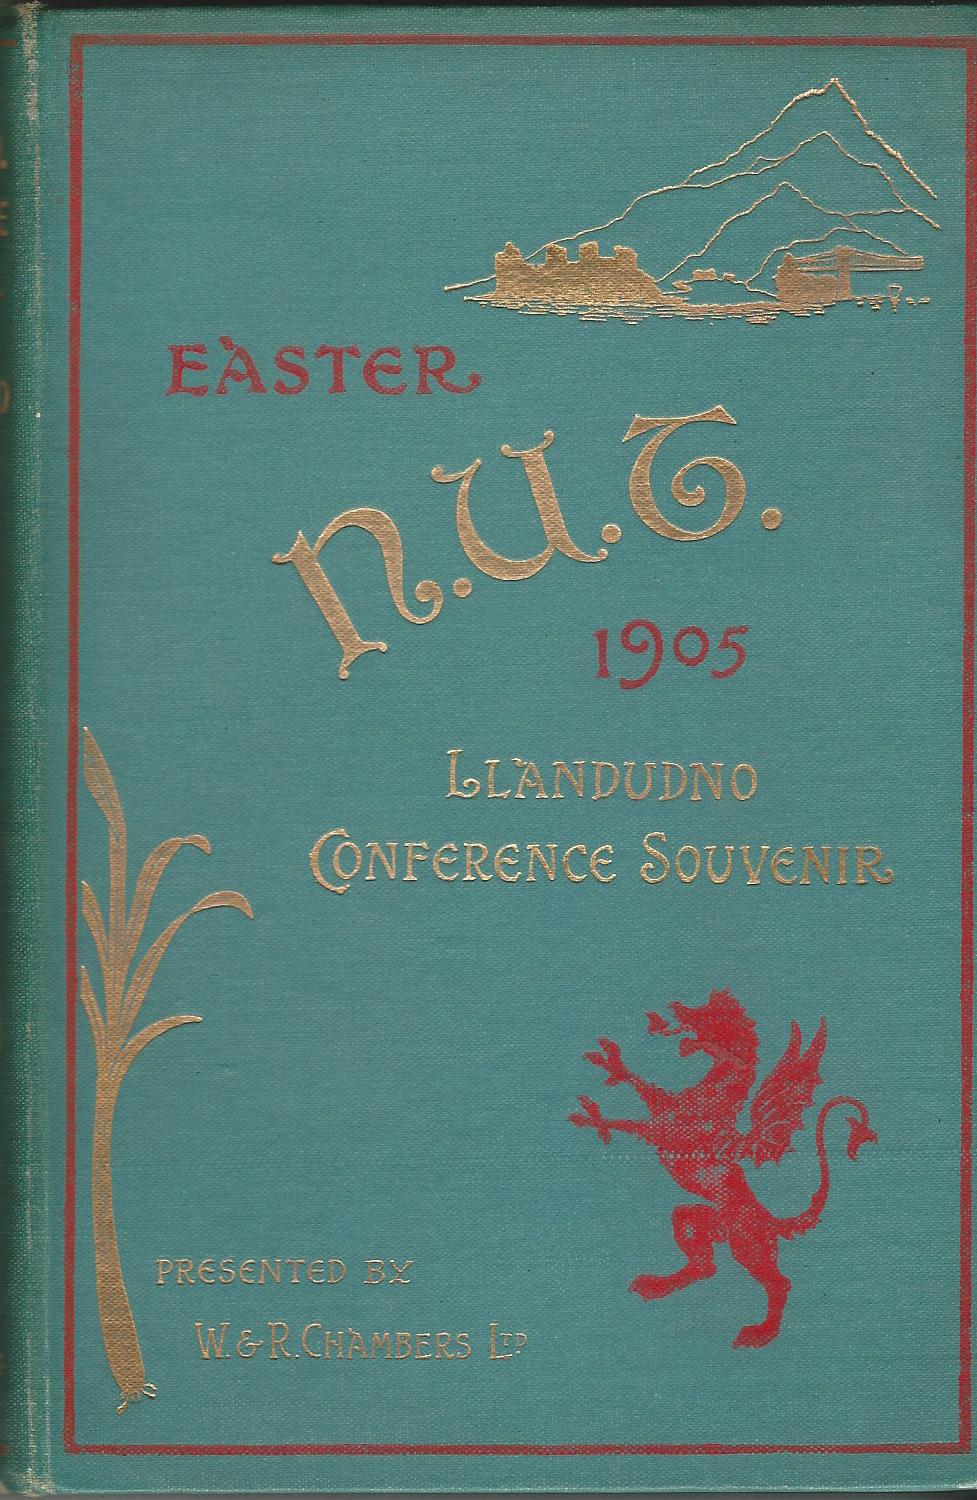 EASTER
N.U.T.
1905
LLANDUDNO
CONFERENCE SOUVENIR
PRESENTED BY
W. & R. CHAMBERS LTD